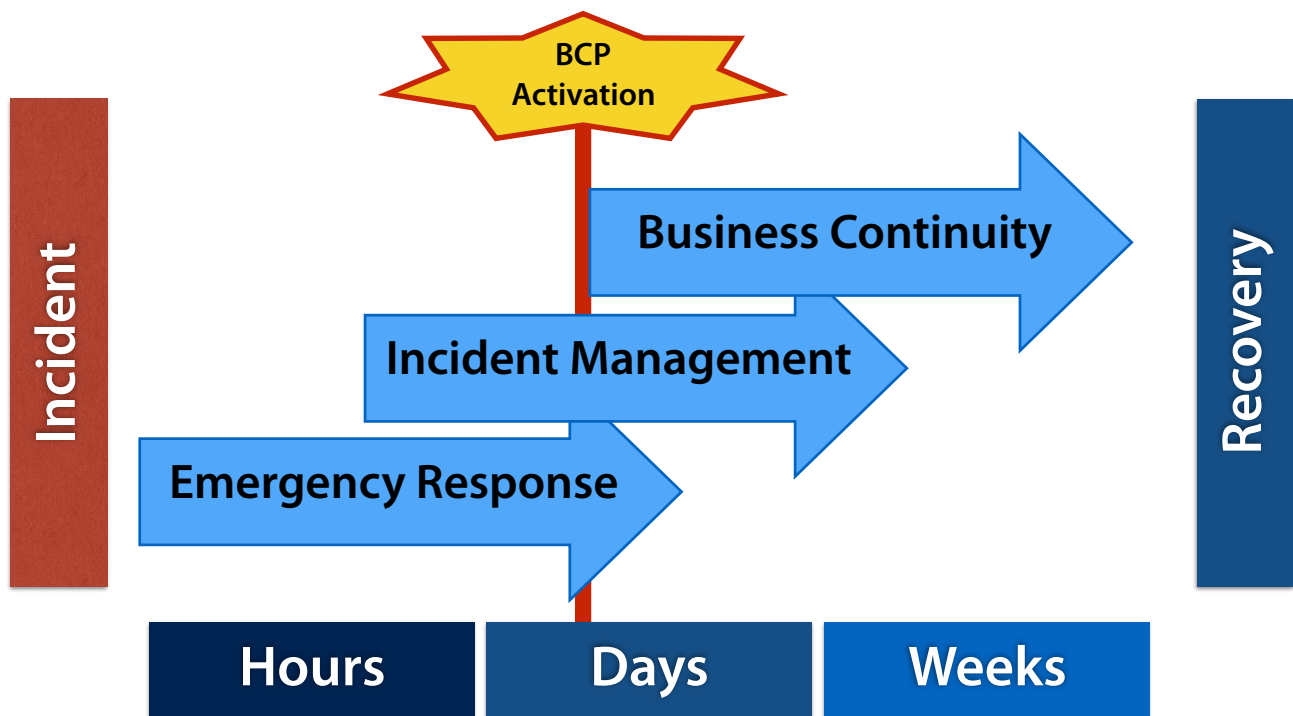 BCP
Activation
Incident
Business Continuity
Incident Management
Emergency Response
Recovery
Hours
Days
Weeks